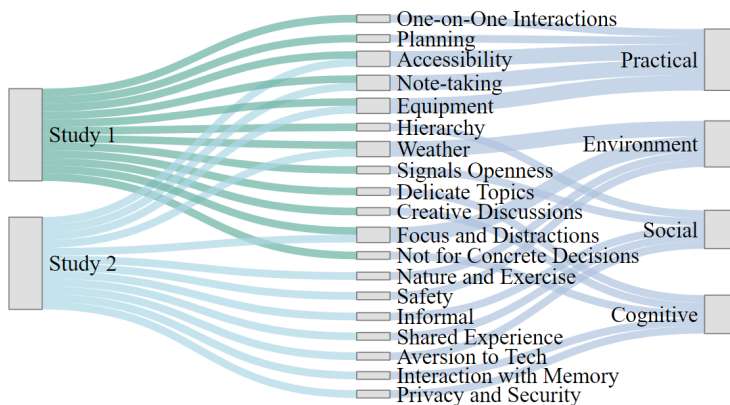 Study 1
Study 2
One-on-One Interactions
Planning
Accessibility
Note-taking
Equipment
Hierarchy
Weather
Signals Openness
Delicate Topics
Creative Discussions
Focus and Distractions
Not for Concrete Decisions
Nature and Exercise
Safety
Informal
Shared Experience
Aversion to Tech
Interaction with Memory
Privacy and Security
Practical
Environment
Social
Cognitive